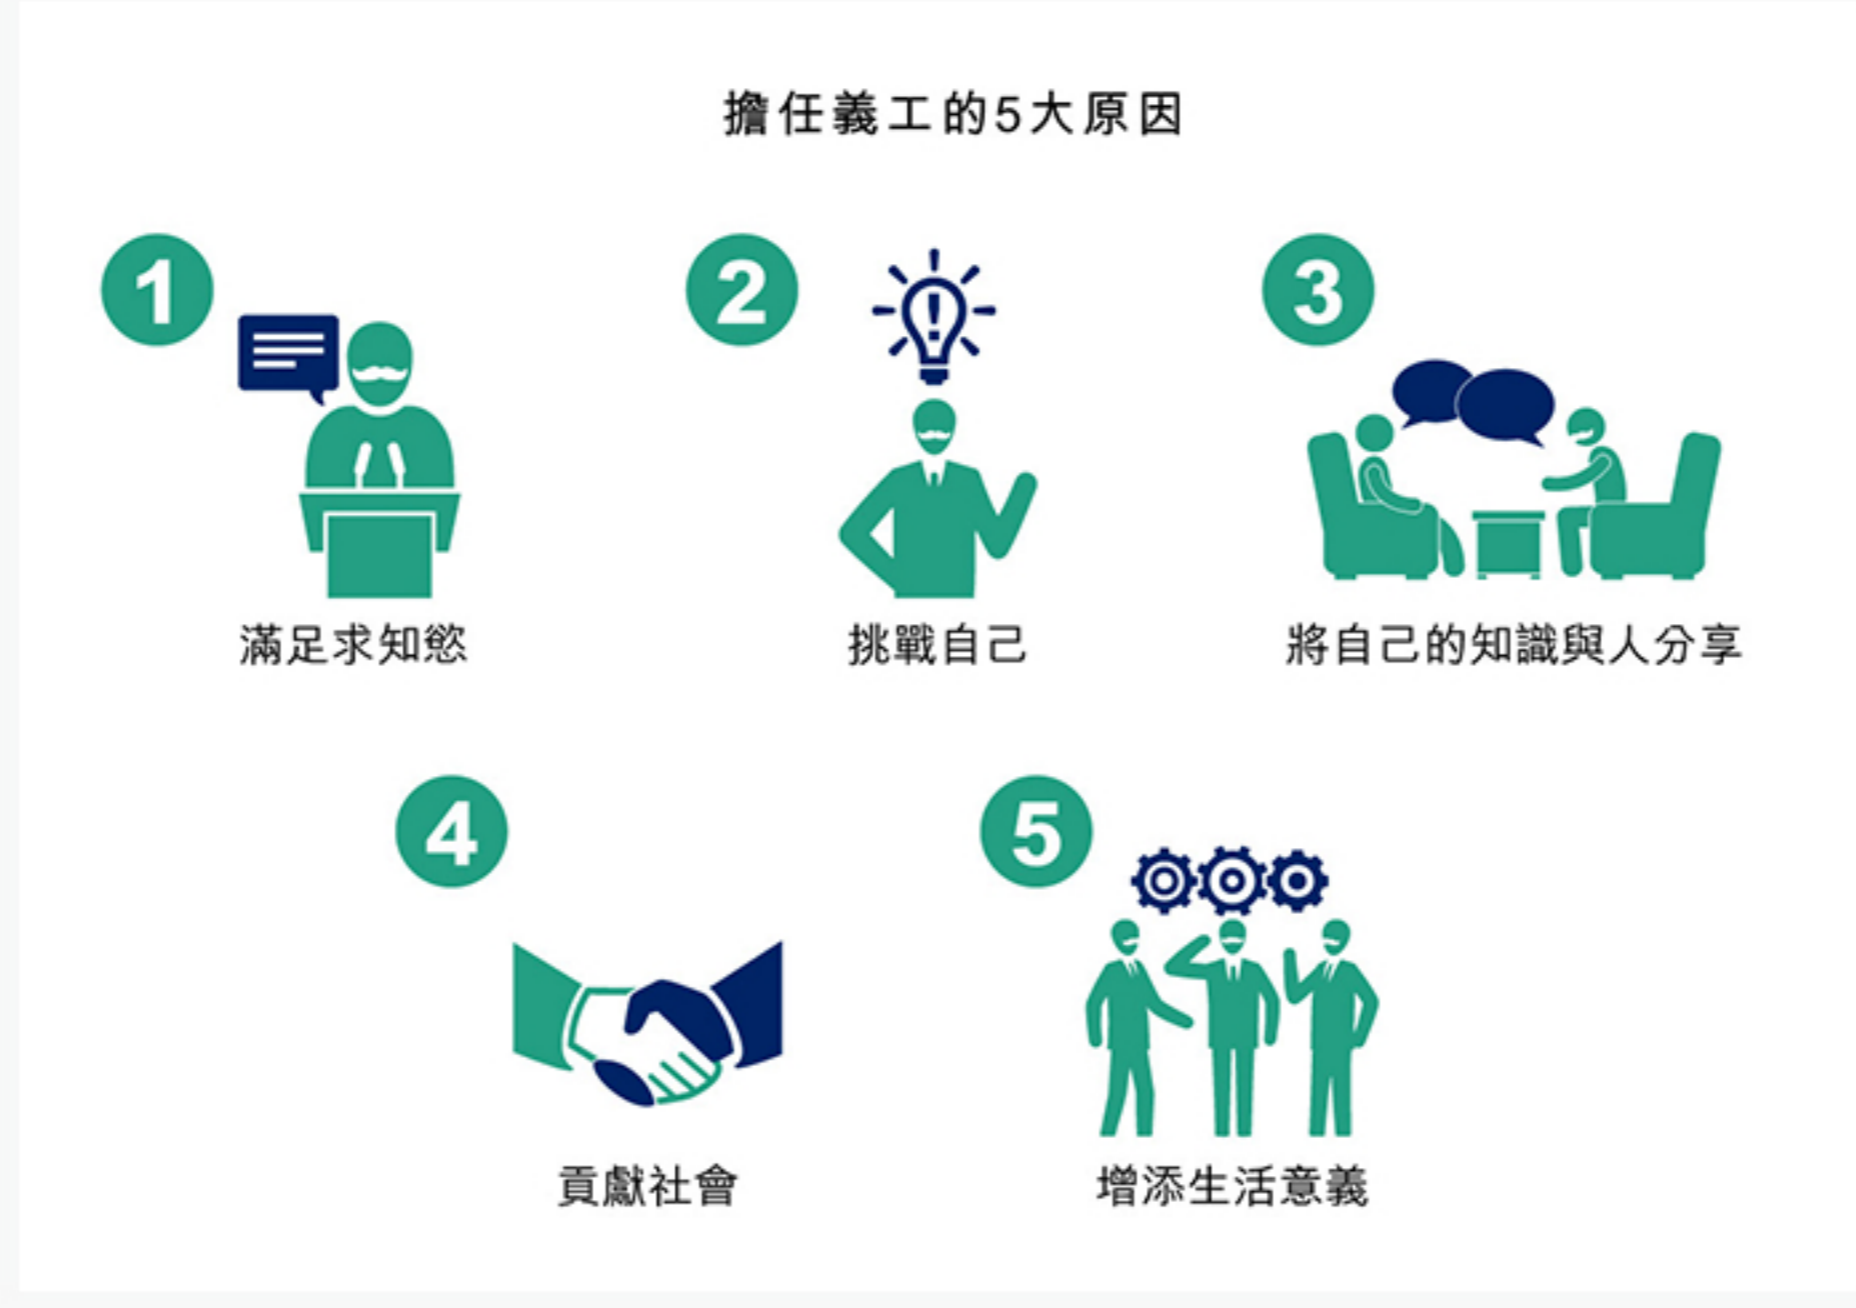 擔任義工的5大原因
1
滿足求知慾
2
挑戰自己
3
將自己的知識與人分享
4
貢獻社會
5
增添生活意義